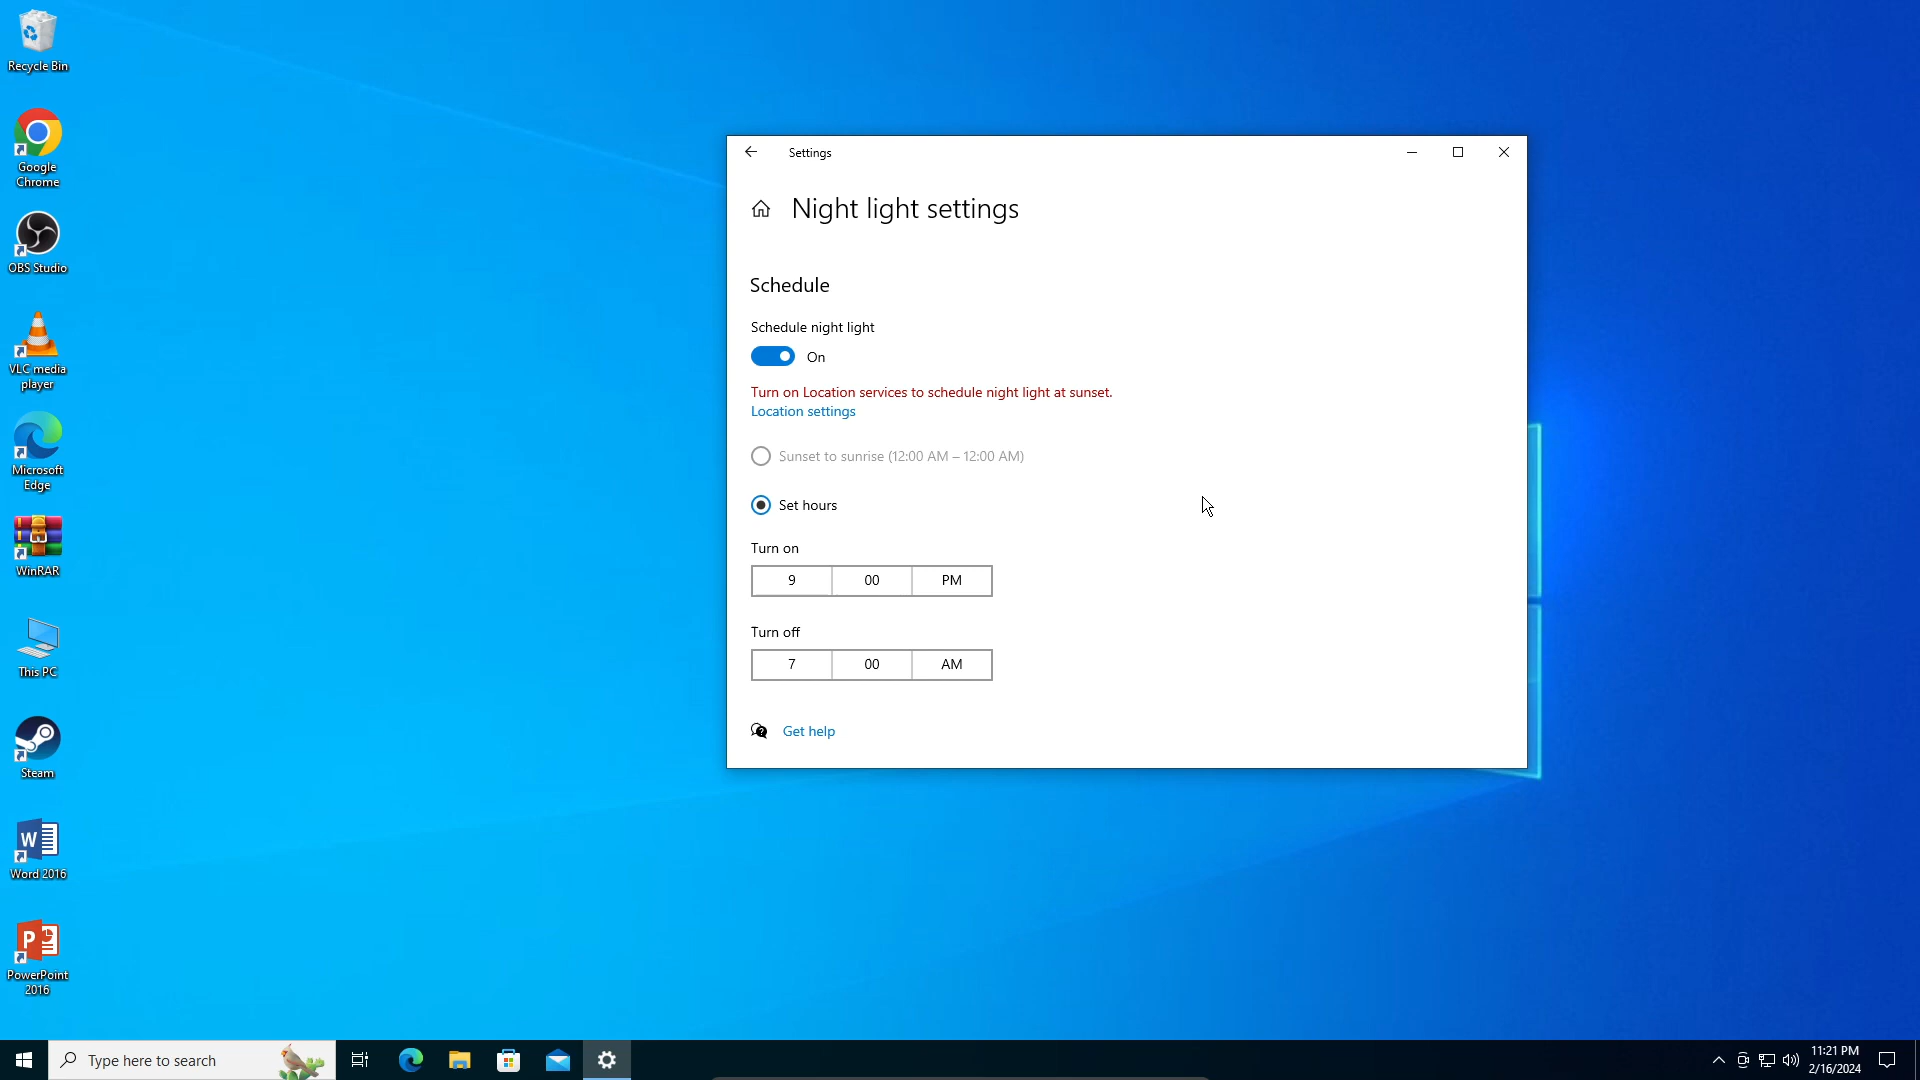 Recycle Bin
Google
Chrome
OBS Studio
VLC media
player
Microsoft
Edge
WinRAR
This PC
Steam
Word 2016
PowerPoint
2016
Settings
Night light settings
Schedule
Schedule night light
On
Turn on Location services to schedule night light at sunset.
Location settings
Sunset to sunrise (12:00 AM – 12:00 AM)
Set hours
Turn on
9 00 PM
Turn off
7 00 AM
Get help
Type here to search
11:21 PM
2/16/2024